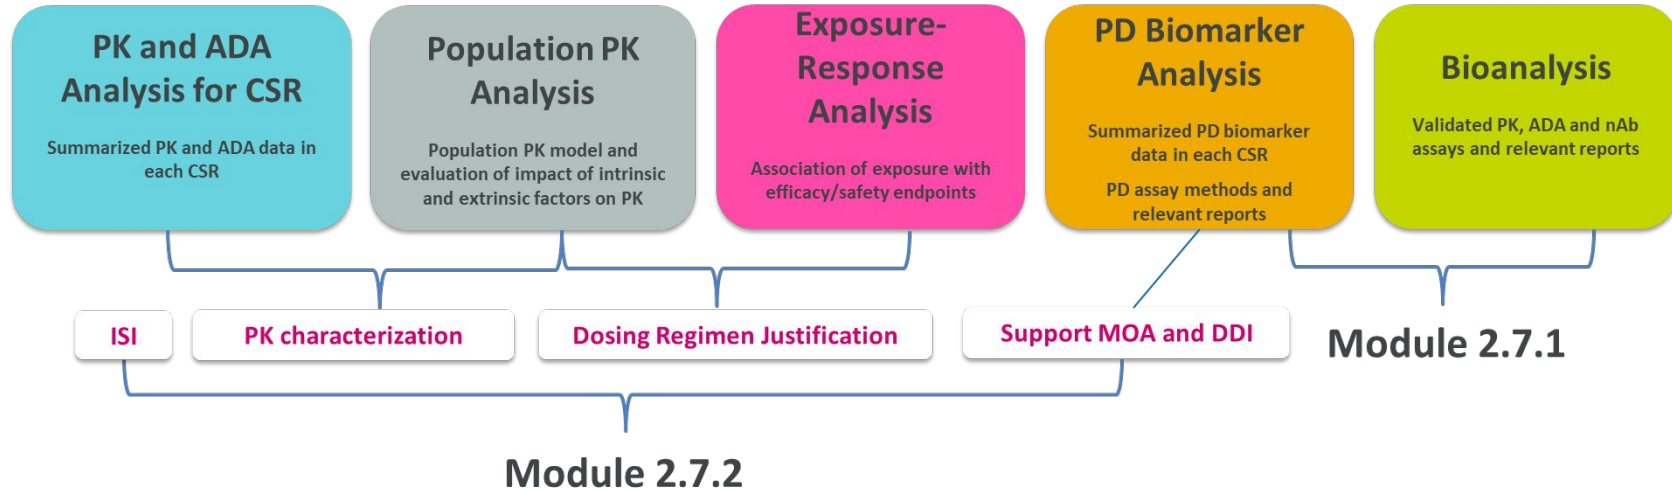 PK and ADA
Analysis for CSR
Summarized PK and ADA data in
each CSR
Population PK
Analysis
Population PK model and
evaluation of impact of intrinsic
and extrinsic factors on PK
Exposure-
Response
Analysis
Association of exposure with
efficacy/safety endpoints
PD Biomarker
Analysis
Summarized PD biomarker
data in each CSR
PD assay methods and
relevant reports
Bioanalysis
Validated PK, ADA and nAb
assays and relevant reports
ISI
PK characterization
Dosing Regimen Justification
Support MOA and DDI
Module 2.7.1
Module 2.7.2